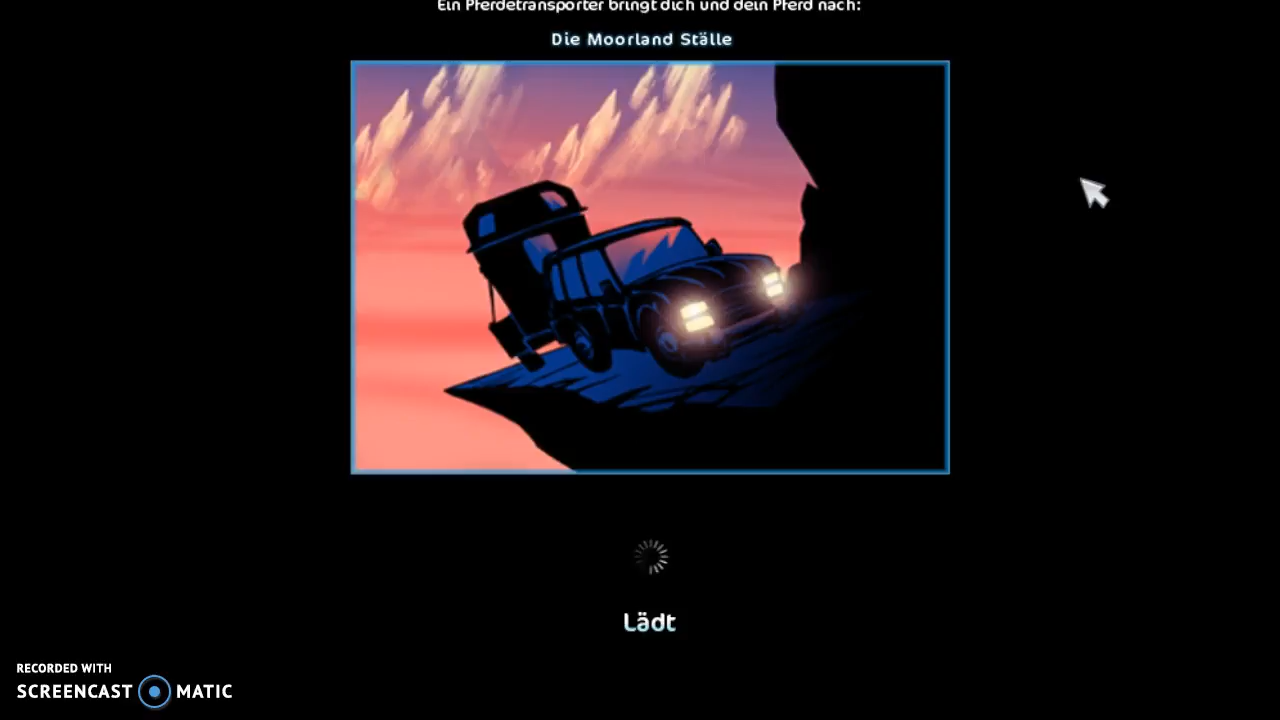 Ein Pferdetransporter bringt dich und dein Pferd nach:
Die Moorland Ställe
Lädt
RECORDED WITH
SCREENCAST MATIC